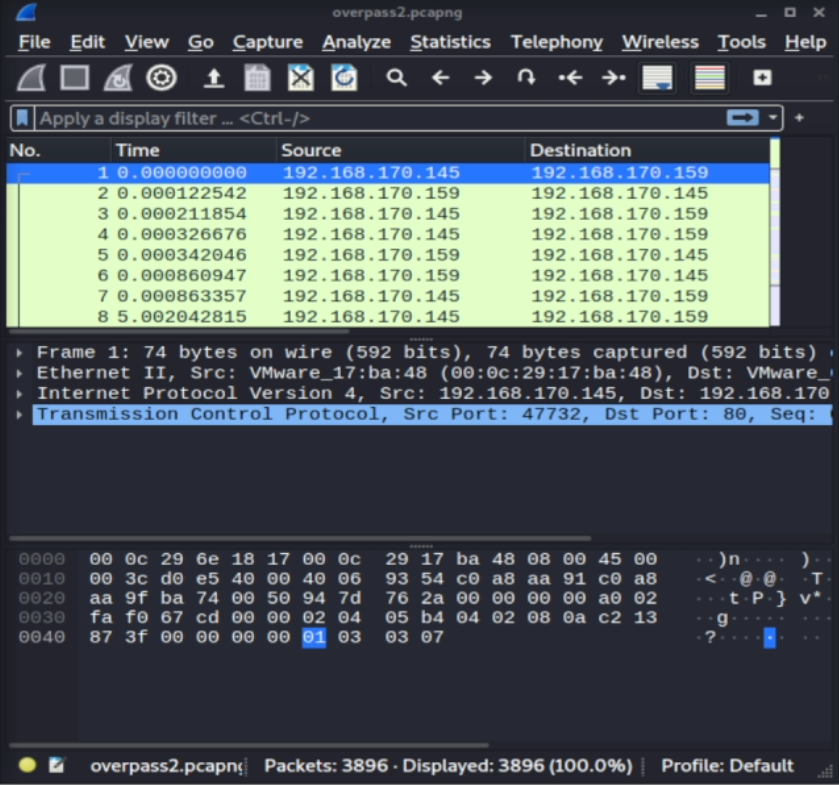 overpass2.pcapng
File Edit View Go Capture Analyze Statistics Telephony Wireless Tools Help
Apply a display filter ... <Ctrl-/>
No. Time Source Destination
1 0.000000000 192.168.170.145 192.168.170.159
2 0.000122542 192.168.170.159 192.168.170.145
3 0.000211854 192.168.170.145 192.168.170.159
4 0.000326676 192.168.170.145 192.168.170.159
5 0.000342046 192.168.170.159 192.168.170.145
6 0.000860947 192.168.170.159 192.168.170.145
7 0.000863357 192.168.170.145 192.168.170.159
8 5.002042815 192.168.170.145 192.168.170.159
Frame 1: 74 bytes on wire (592 bits), 74 bytes captured (592 bits)
Ethernet II, Src: VMware_17:ba:48 (00:0c:29:17:ba:48), Dst: VMware_
Internet Protocol Version 4, Src: 192.168.170.145, Dst: 192.168.170
Transmission Control Protocol, Src Port: 47732, Dst Port: 80, Seq:
0000 00 0c 29 6e 18 17 00 0c 29 17 ba 48 08 00 45 00 ··)n···· )··
0010 00 3c d0 e5 40 00 40 06 93 54 c0 a8 aa 91 c0 a8 ·<··@·@· ·T·
0020 aa 9f ba 74 00 50 94 7d 76 2a 00 00 00 00 a0 02 ···t·P·} v*·
0030 fa f0 67 cd 00 00 02 04 05 b4 04 02 08 0a c2 13 ··g····· ···
0040 87 3f 00 00 00 00 01 03 03 07 ·?······ ··
overpass2.pcapng Packets: 3896 · Displayed: 3896 (100.0%) Profile: Default